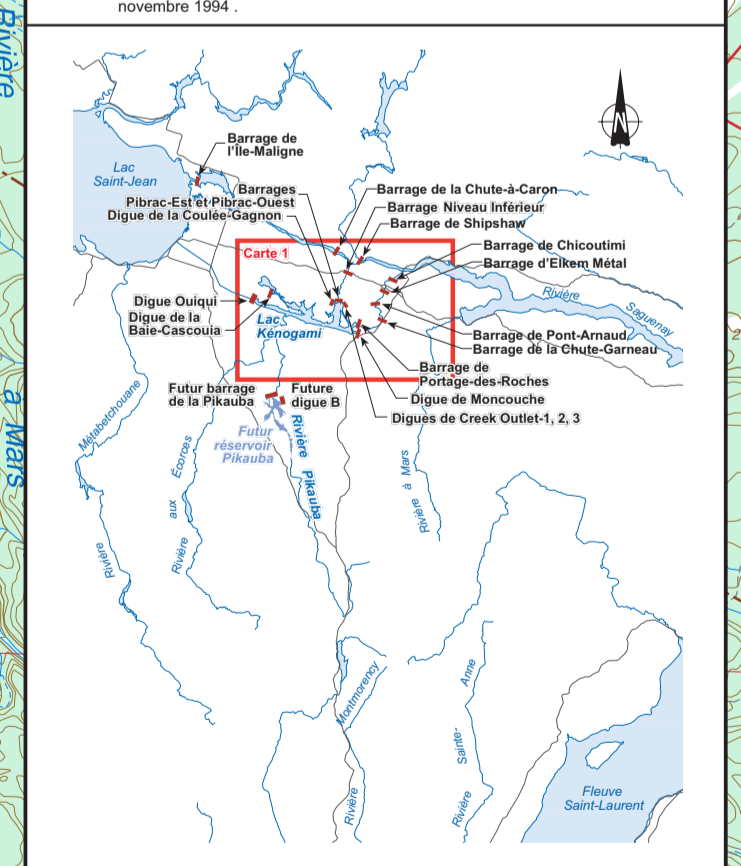 novembre 1994 .
Rivière
à Mars
N
Barrage de
l'Île-Maligne
Lac
Saint-Jean
Barrages
Pibrac-Est et Pibrac-Ouest
Digue de la Coulée-Gagnon
Barrage de la Chute-à-Caron
Barrage Niveau Inférieur
Barrage de Shipshaw
Carte 1
Barrage de Chicoutimi
Barrage d'Elkem Métal
Rivière
Saguenay
Digue Ouiqui
Digue de la
Baie-Cascouia
Lac
Kénogami
Barrage de Pont-Arnaud
Barrage de la Chute-Garneau
Barrage de
Portage-des-Roches
Digue de Moncouche
Digues de Creek Outlet-1, 2, 3
Futur barrage
de la Pikauba
Future
digue B
Futur
réservoir
Pikauba
Rivière Pikauba
Métabetchouane
Rivière
Rivière aux Écorces
Rivière à Mars
Rivière Montmorency
Rivière Sainte-Anne
Fleuve
Saint-Laurent